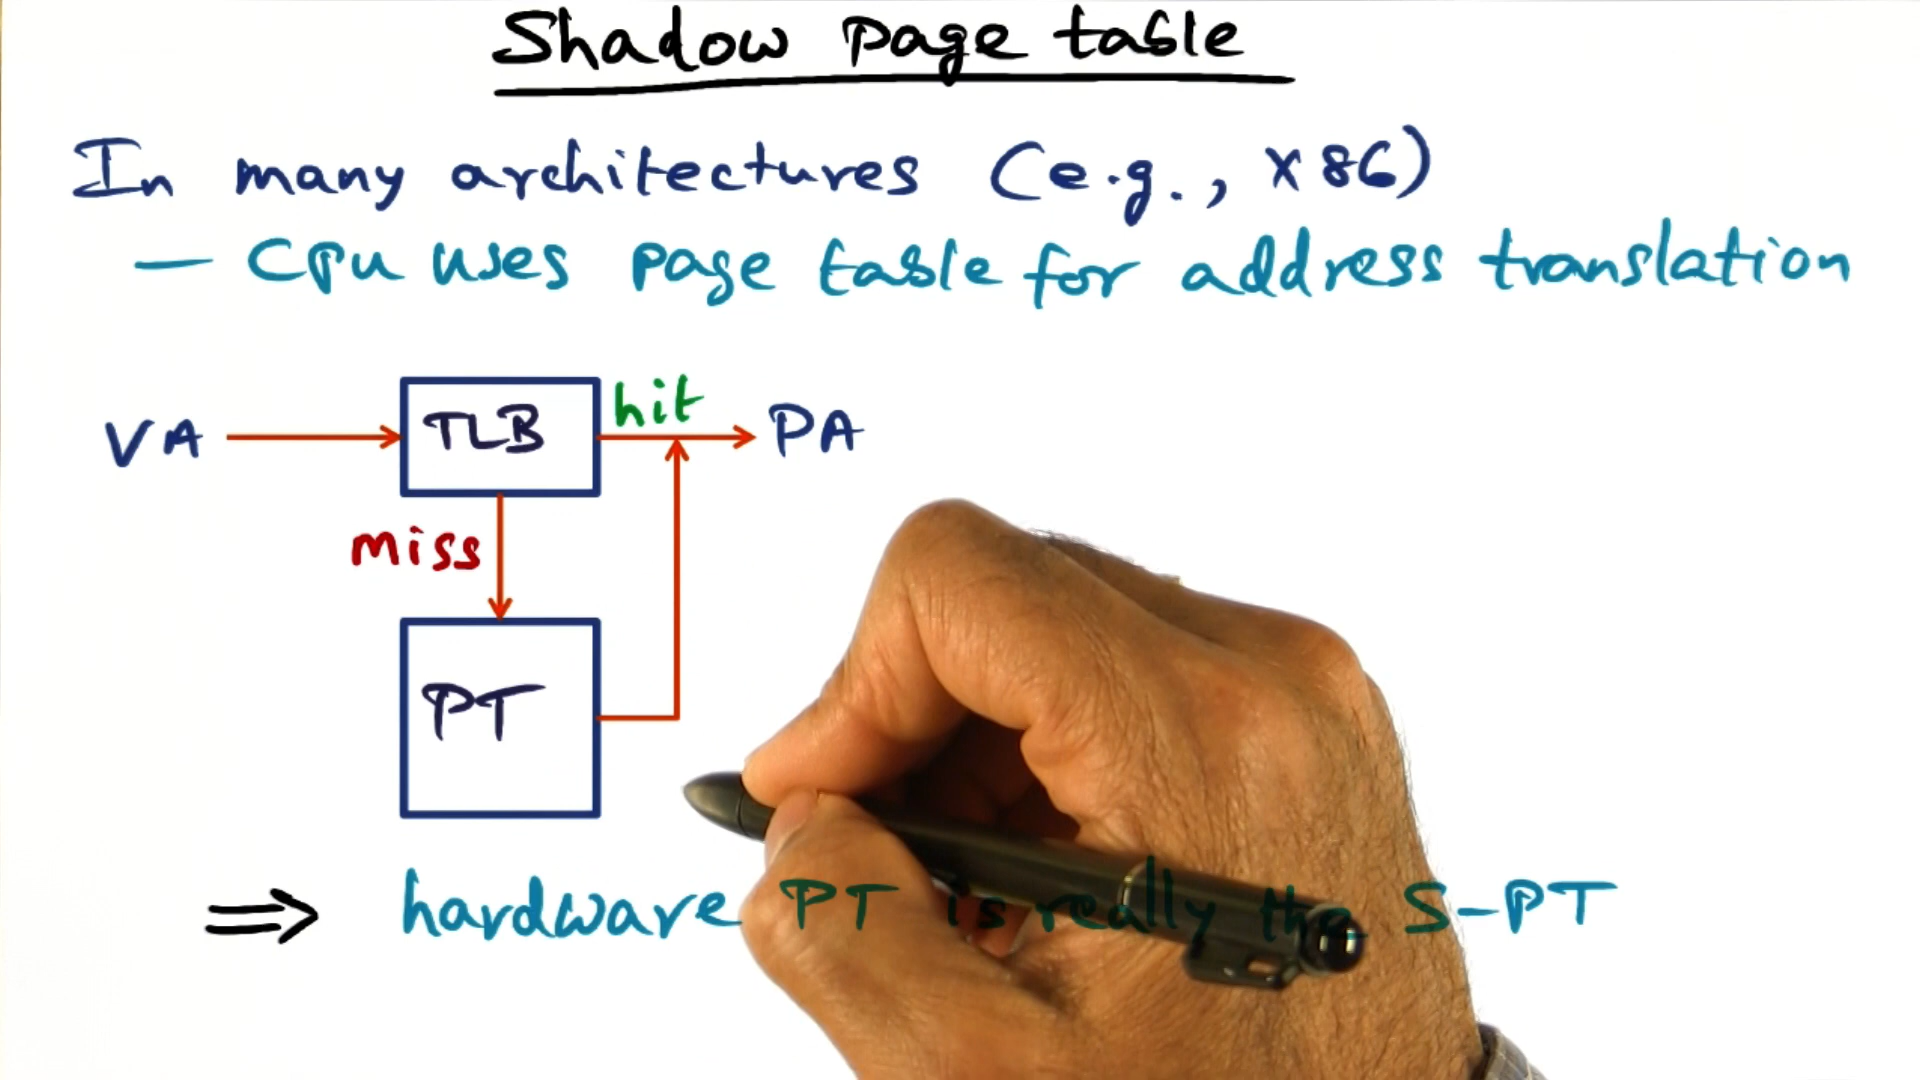 Shadow page table
In many architectures (e.g., x86)
— CPU uses page table for address translation
VA
TLB
hit
PA
miss
PT
⇒ hardware PT is really the S-PT